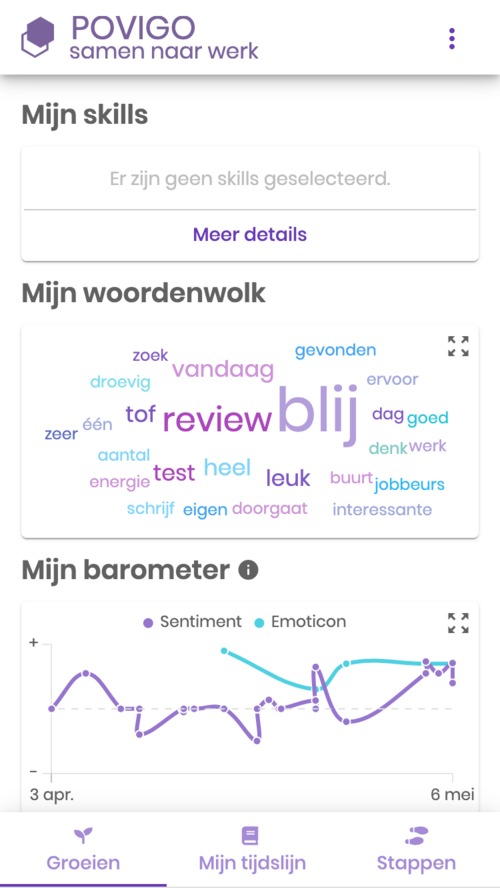 POVIGO
samen naar werk
Mijn skills
Er zijn geen skills geselecteerd.
Meer details
Mijn woordenwolk
zoek
vandaag
gevonden
droevig
ervoor
zeer
één
tof
review
blij
dag
goed
aantal
energie
test
heel
leuk
denk
werk
buurt
jobbeurs
schrijf
eigen
doorgaat
interessante
Mijn barometer
Sentiment
Emoticon
+
-
3 apr.
6 mei
Groeien
Mijn tijdslijn
Stappen